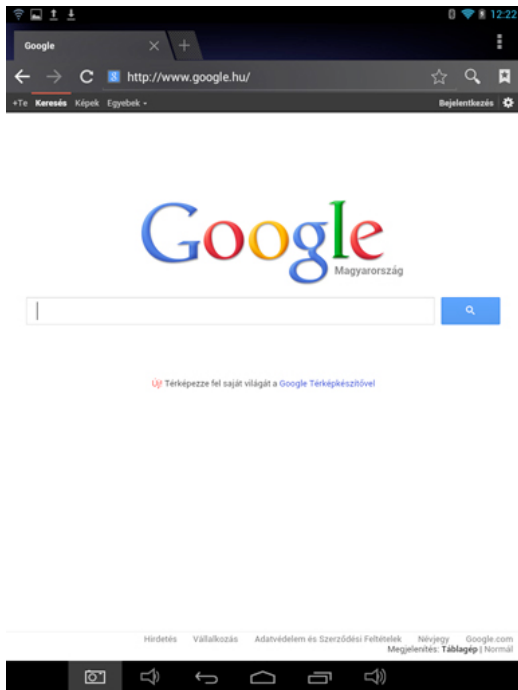 12:22
Google
http://www.google.hu/
+Te Keresés Képek Egyebek
Bejelentkezés
Google
Magyarország
Új! Térképezze fel saját világát a Google Térképkészítővel
Hirdetés Vállalkozás Adatvédelem és Szerződési Feltételek Névjegy Google.com
Megjelenítés: Táblagép | Normál